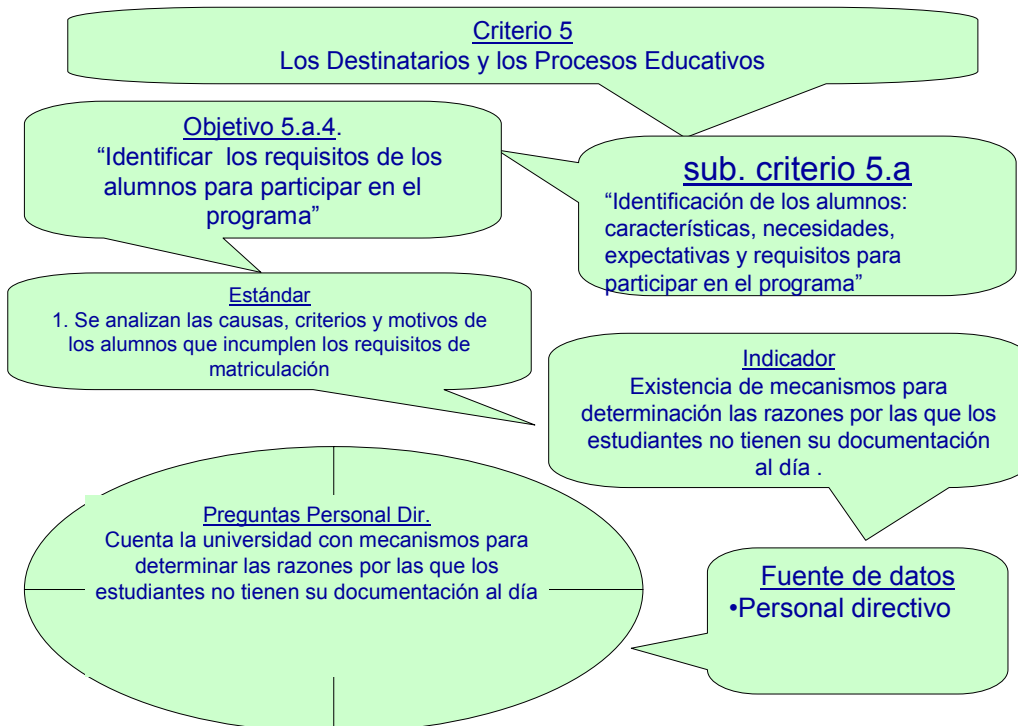 Criterio 5
Los Destinatarios y los Procesos Educativos
Objetivo 5.a.4.
“Identificar los requisitos de los
alumnos para participar en el
programa”
sub. criterio 5.a
“Identificación de los alumnos:
características, necesidades,
expectativas y requisitos para
participar en el programa”
Estándar
1. Se analizan las causas, criterios y motivos de
los alumnos que incumplen los requisitos de
matriculación
Indicador
Existencia de mecanismos para
determinación las razones por las que los
estudiantes no tienen su documentación
al día .
Preguntas Personal Dir.
Cuenta la universidad con mecanismos para
determinar las razones por las que los
estudiantes no tienen su documentación al día
Fuente de datos
•Personal directivo